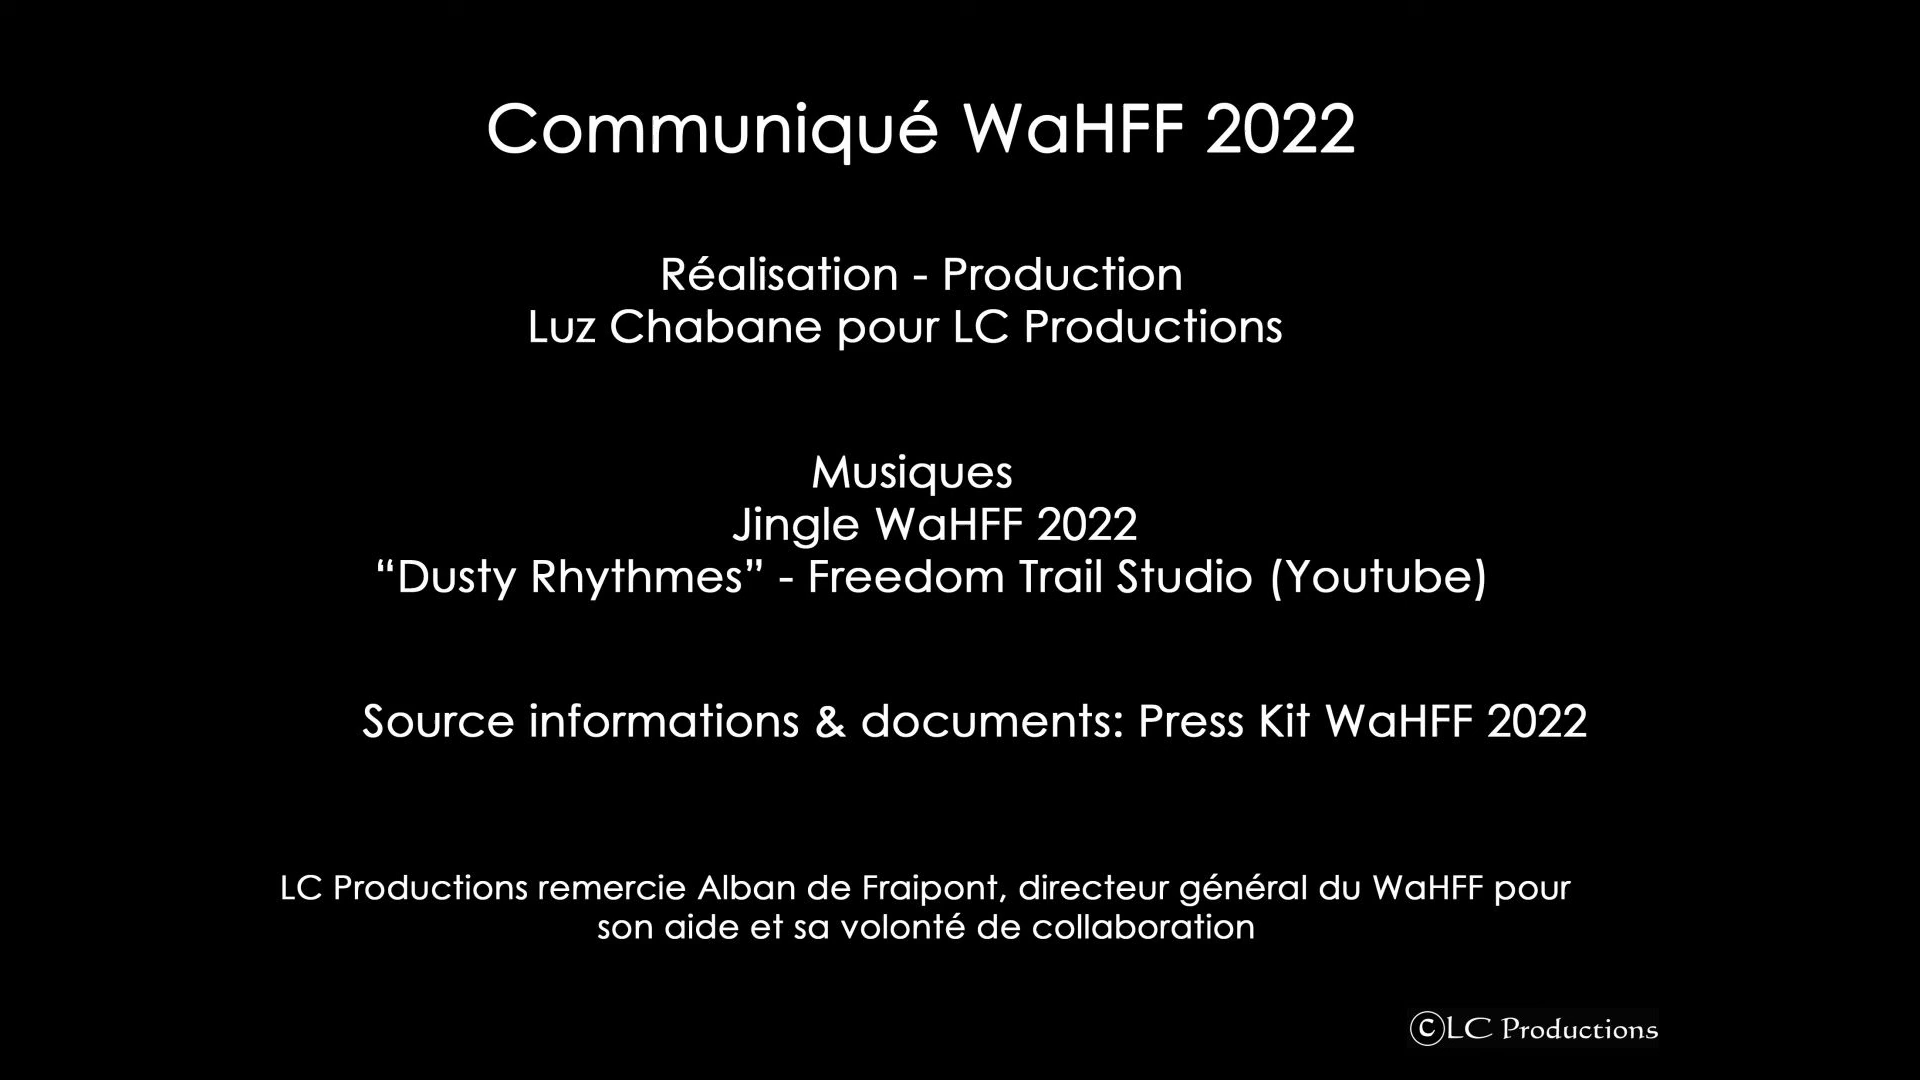 Communiqué WaHFF 2022
Réalisation - Production
Luz Chabane pour LC Productions
Musiques
Jingle WaHFF 2022
“Dusty Rhythmes” - Freedom Trail Studio (Youtube)
Source informations & documents: Press Kit WaHFF 2022
LC Productions remercie Alban de Fraipont, directeur général du WaHFF pour
son aide et sa volonté de collaboration
©LC Productions